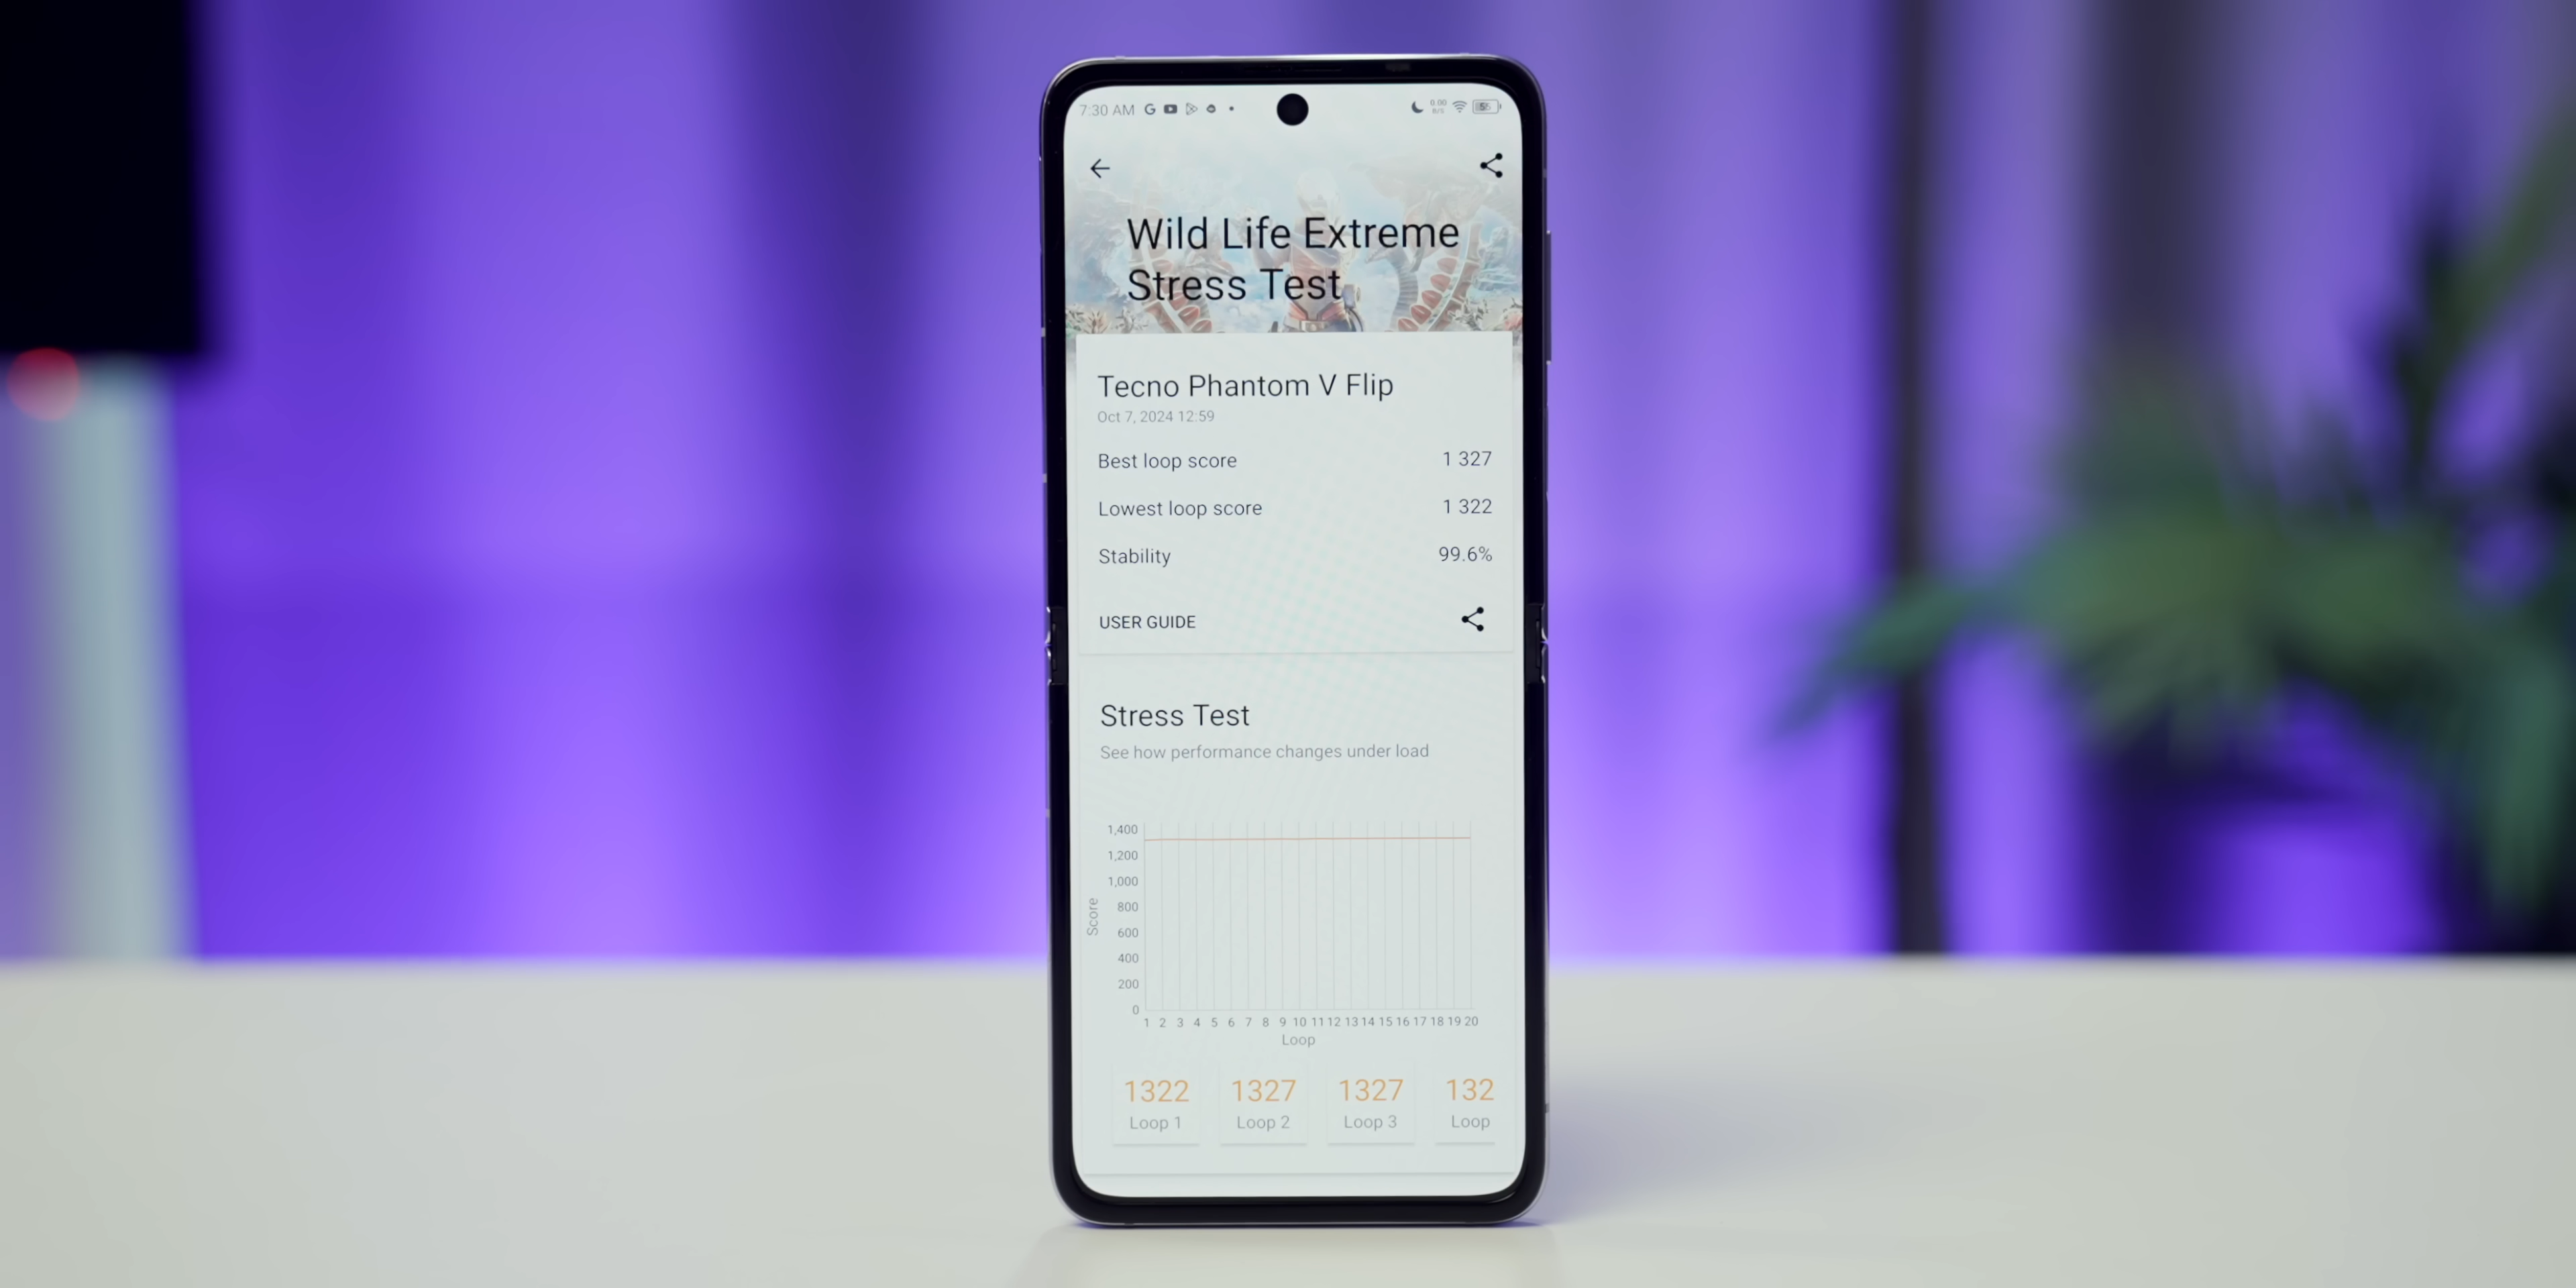 7:30 AM
0.00
B/S
55
Wild Life Extreme
Stress Test
Tecno Phantom V Flip
Oct 7, 2024 12:59
Best loop score 1 327
Lowest loop score 1 322
Stability 99.6%
USER GUIDE
Stress Test
See how performance changes under load
1,400
1,200
1,000
800
600
400
200
0
Score
1 2 3 4 5 6 7 8 9 10 11 12 13 14 15 16 17 18 19 20
Loop
1322 1327 1327 132
Loop 1 Loop 2 Loop 3 Loop